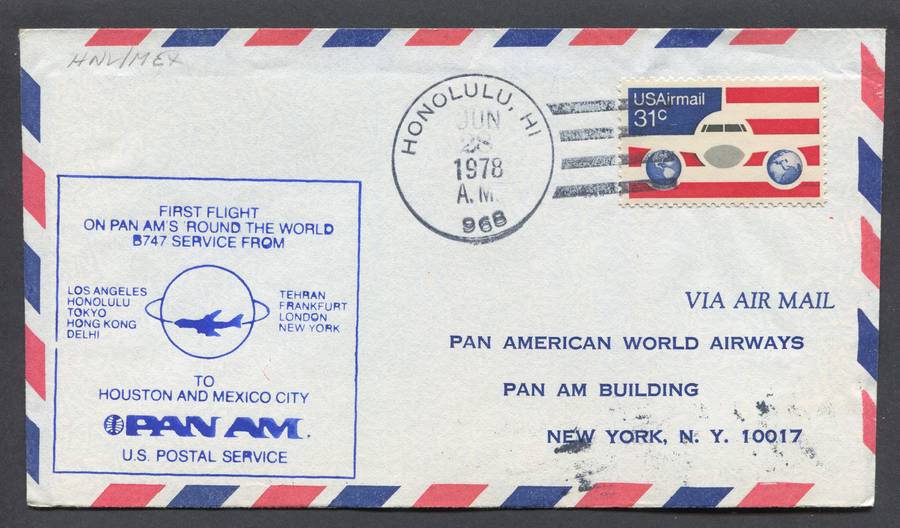 HNL/MEX
HONOLULU, HI
JUN
1978
A.M.
968
USAirmail
31c
FIRST FLIGHT
ON PAN AM'S 'ROUND THE WORLD
B747 SERVICE FROM
LOS ANGELES
HONOLULU
TOKYO
HONG KONG
DELHI
TEHRAN
FRANKFURT
LONDON
NEW YORK
TO
HOUSTON AND MEXICO CITY
PAN AM.
U.S. POSTAL SERVICE
VIA AIR MAIL
PAN AMERICAN WORLD AIRWAYS
PAN AM BUILDING
NEW YORK, N. Y. 10017